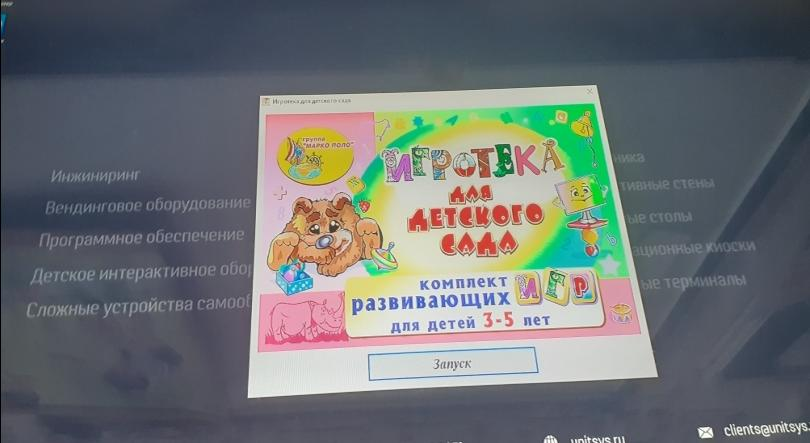 Игротека для детского сада
группа
"МАРКО ПОЛО"
ИГРОТЕКА
ДЛЯ
ДЕТСКОГО
САДА
комплект
развивающих ИГР
для детей 3-5 лет
Запуск
Инжиниринг
Вендинговое оборудование
Программное обеспечение
Детское интерактивное обор
Сложные устройства самооб
ника
тивные стены
ые столы
ационные киоски
ые терминалы
unitsys.ru
clients@unitsys